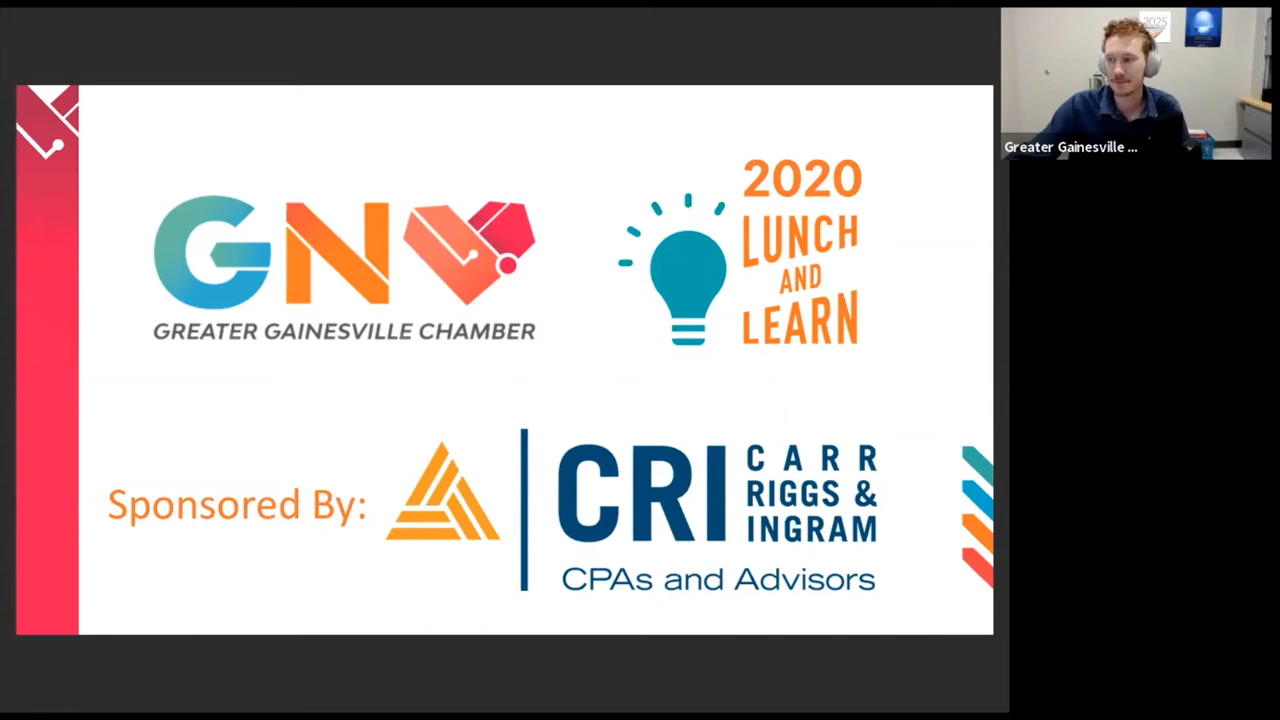 GNV
GREATER GAINESVILLE CHAMBER
2020
LUNCH
AND
LEARN
Sponsored By:
CRI
CARR
RIGGS &
INGRAM
CPAs and Advisors
2025
Greater Gainesville ...